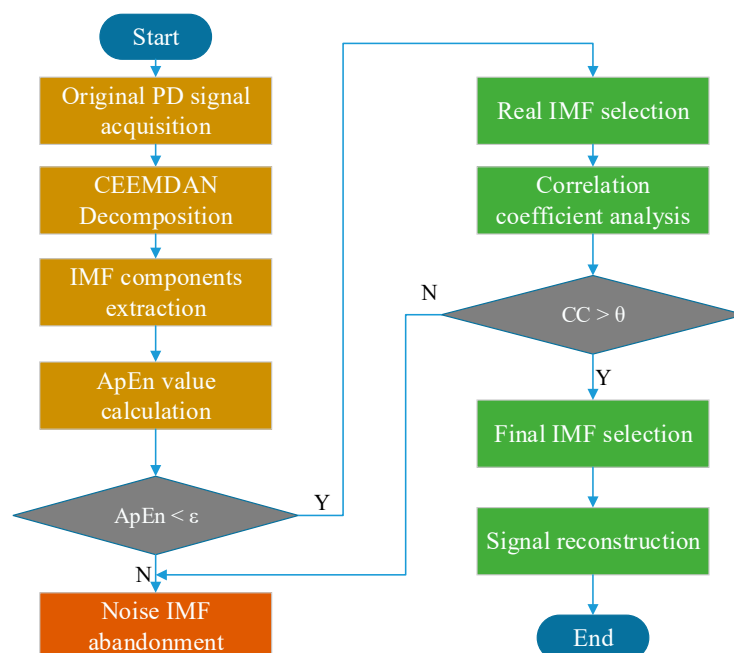 Start
Original PD signal
acquisition
CEEMDAN
Decomposition
IMF components
extraction
ApEn value
calculation
ApEn < ε
Y
N
Noise IMF
abandonment
Real IMF selection
Correlation
coefficient analysis
N
CC > θ
Y
Final IMF selection
Signal reconstruction
End